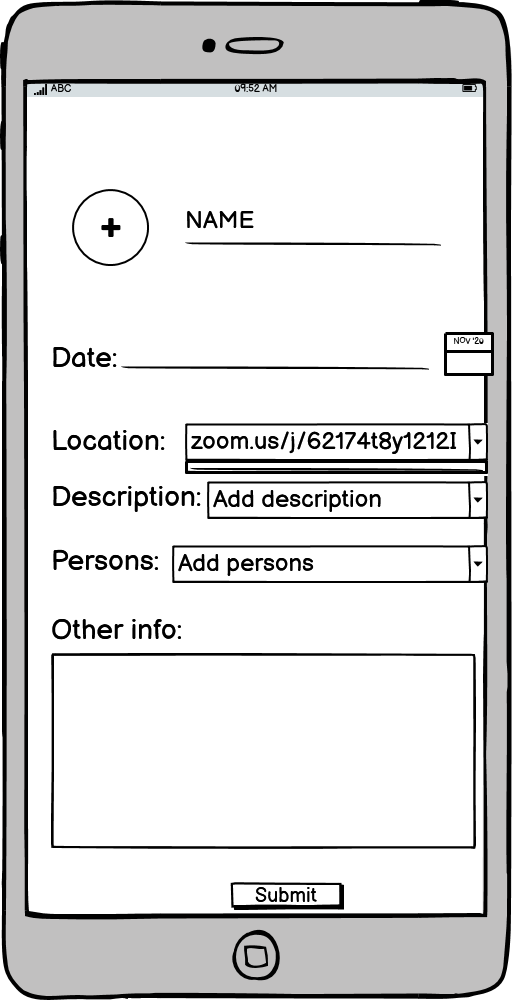 ABC 09:52 AM
NAME
NOV '20
Date:
Location: zoom.us/j/62174t8y1212I
Description: Add description
Persons: Add persons
Other info:
Submit